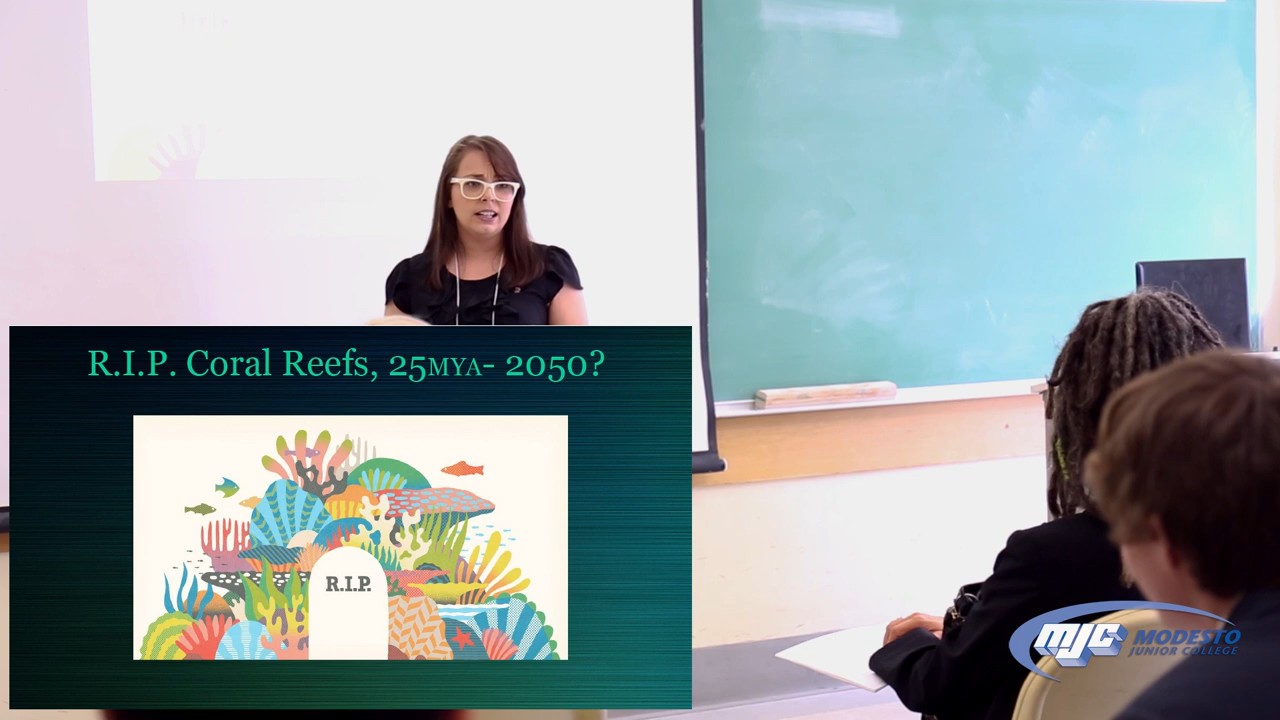 R.I.P. Coral Reefs, 25MYA- 2050?
R.I.P.
MJC MODESTO
JUNIOR COLLEGE